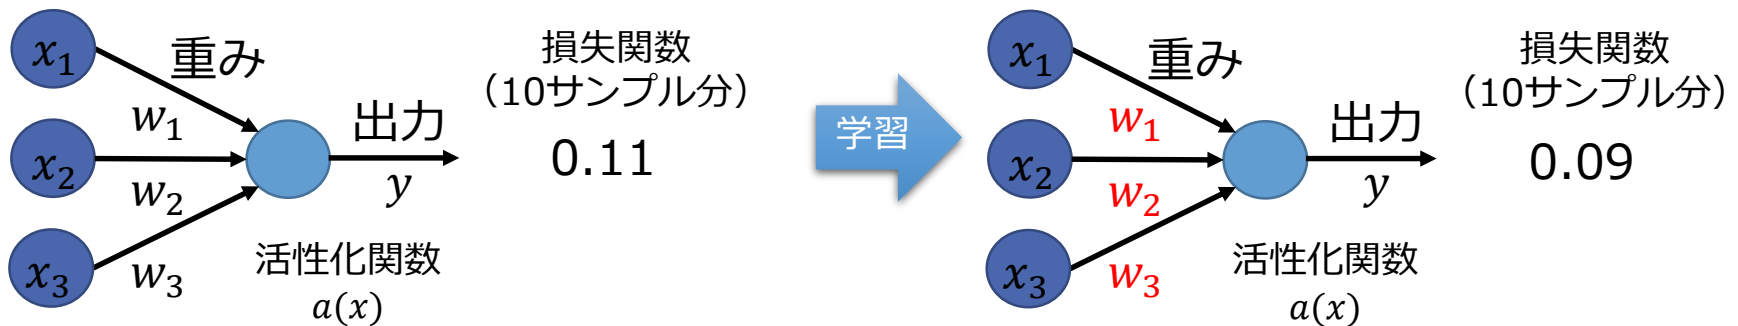 x₁
重み
w₁
x₂
w₂
x₃
w₃
出力
y
活性化関数
a(x)
損失関数
（10サンプル分）
0.11
学習
x₁
重み
w₁
x₂
w₂
x₃
w₃
出力
y
活性化関数
a(x)
損失関数
（10サンプル分）
0.09